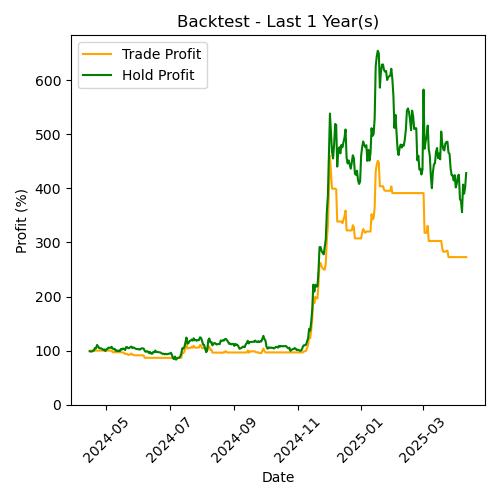 Backtest - Last 1 Year(s)
Trade Profit
Hold Profit
Profit (%)
600
500
400
300
200
100
0
2024-05
2024-07
2024-09
2024-11
2025-01
2025-03
Date